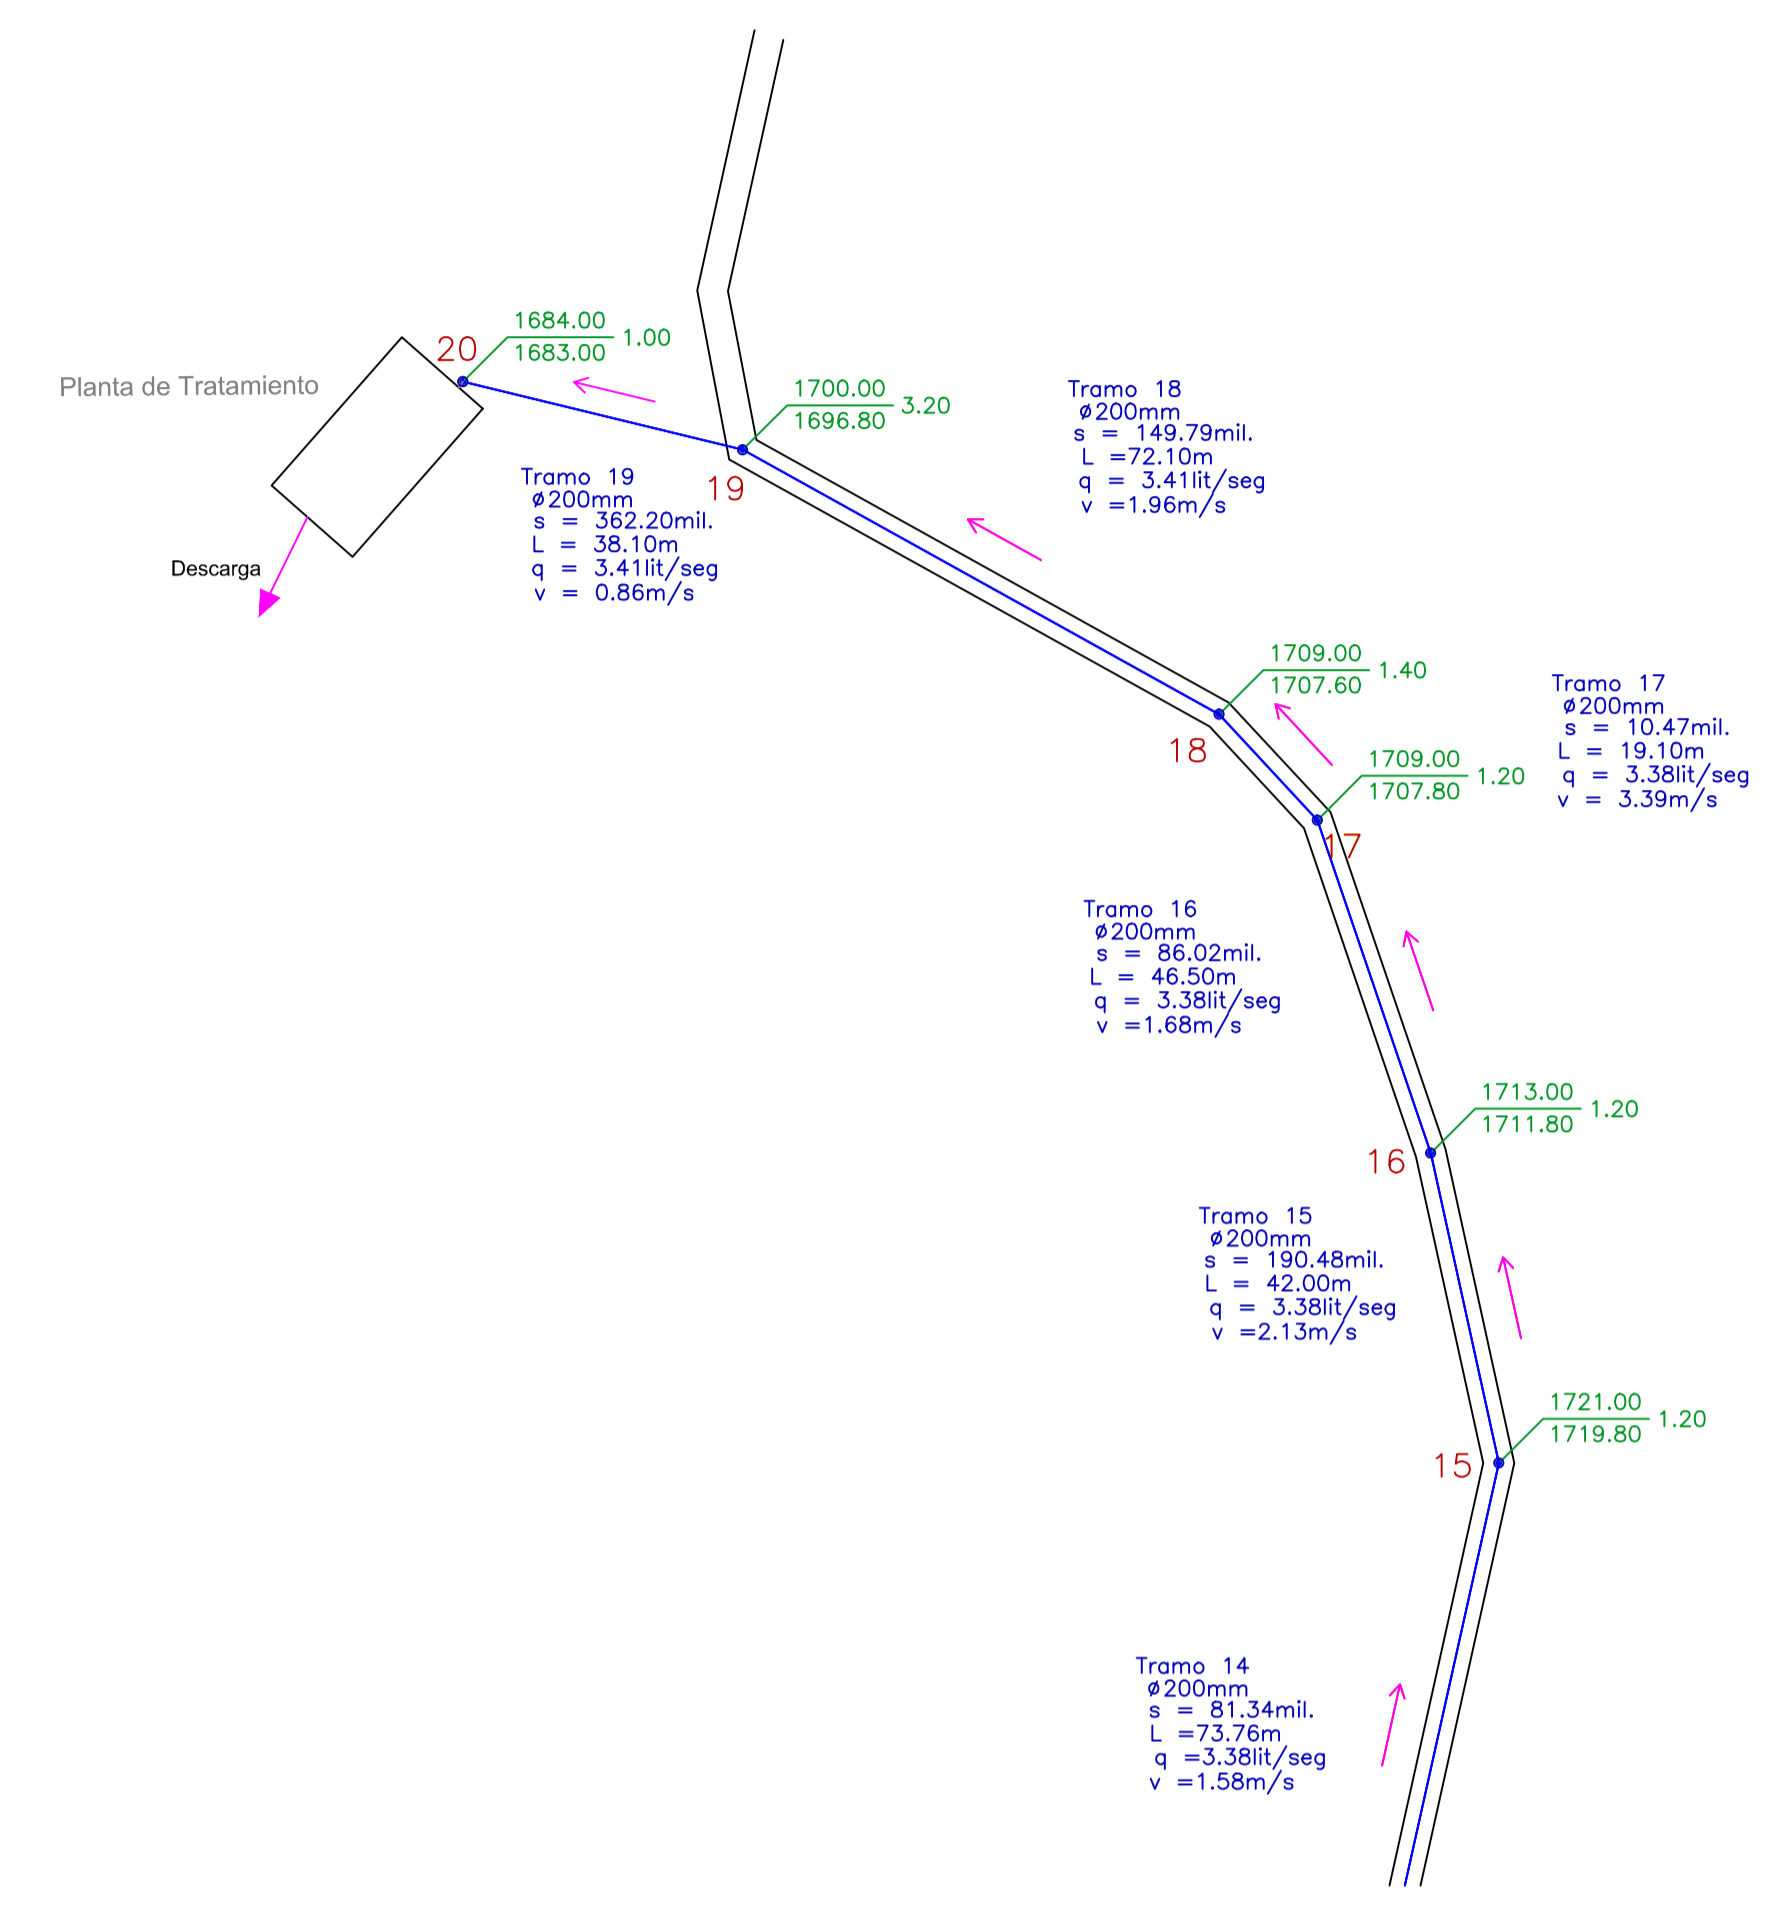 20
1684.00
1683.00
1.00
Planta de Tratamiento
Descarga
1700.00
1696.80
3.20
19
Tramo 19
ø200mm
s = 362.20mil.
L = 38.10m
q = 3.41lit/seg
v = 0.86m/s
Tramo 18
ø200mm
s = 149.79mil.
L =72.10m
q = 3.41lit/seg
v =1.96m/s
1709.00
1707.60
1.40
18
Tramo 17
ø200mm
s = 10.47mil.
L = 19.10m
q = 3.38lit/seg
v = 3.39m/s
1709.00
1707.80
1.20
17
Tramo 16
ø200mm
s = 86.02mil.
L = 46.50m
q = 3.38lit/seg
v =1.68m/s
1713.00
1711.80
1.20
16
Tramo 15
ø200mm
s = 190.48mil.
L = 42.00m
q = 3.38lit/seg
v =2.13m/s
1721.00
1719.80
1.20
15
Tramo 14
ø200mm
s = 81.34mil.
L =73.76m
q =3.38lit/seg
v =1.58m/s